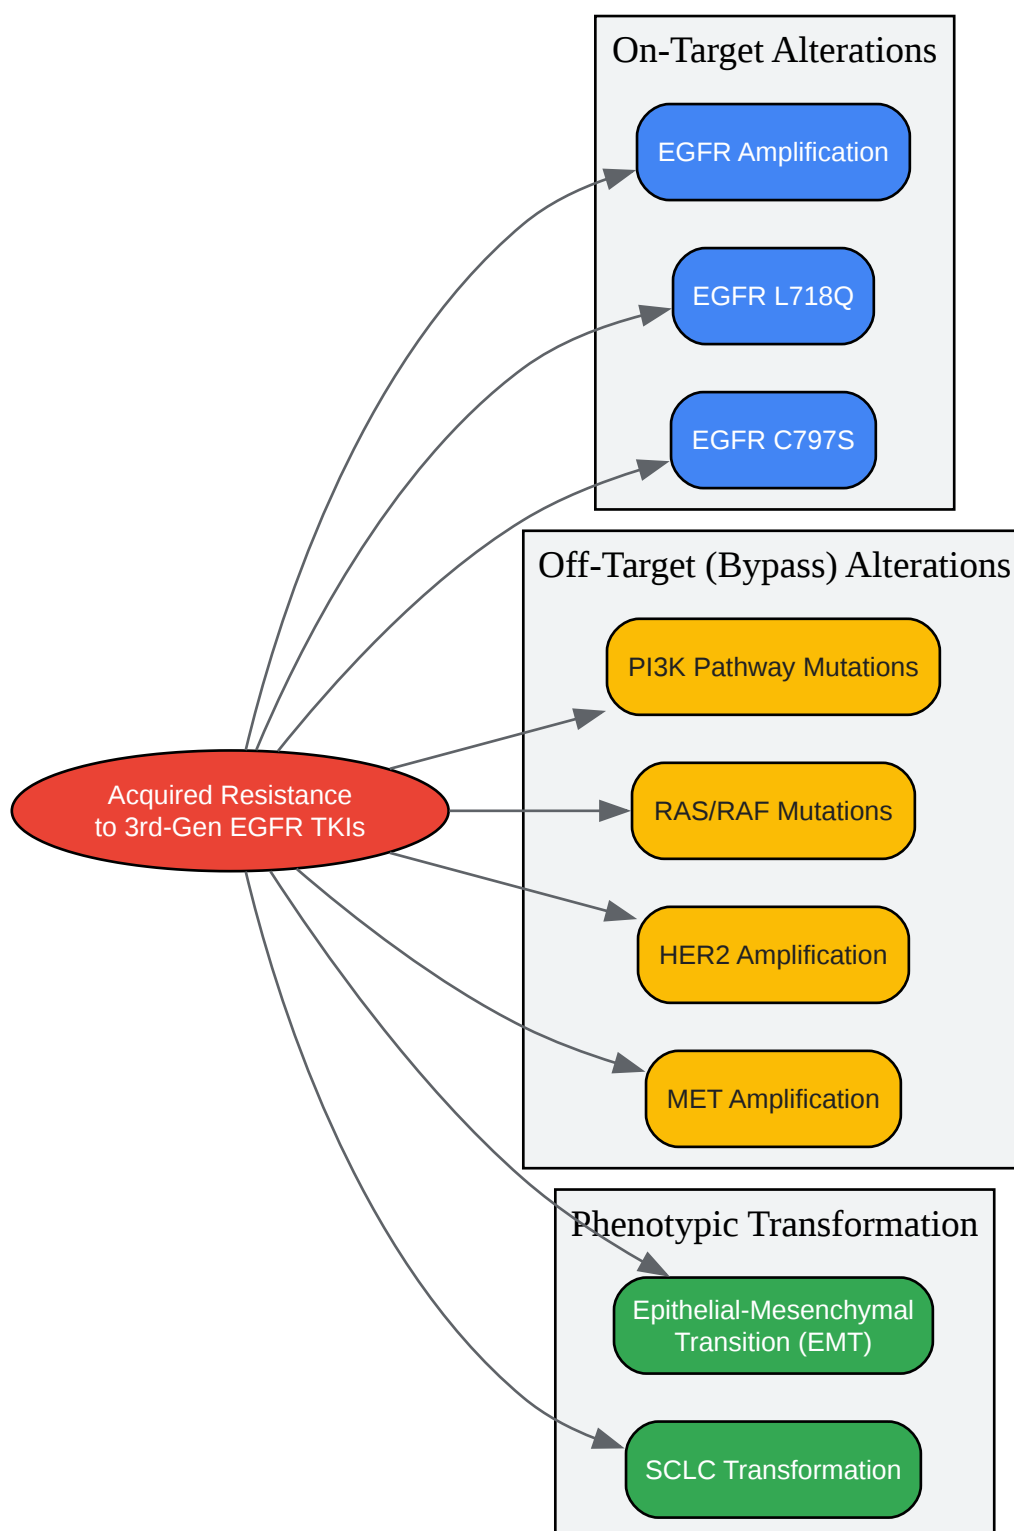 On-Target Alterations
EGFR Amplification
EGFR L718Q
EGFR C797S
Off-Target (Bypass) Alterations
PI3K Pathway Mutations
Acquired Resistance
to 3rd-Gen EGFR TKIs
RAS/RAF Mutations
HER2 Amplification
MET Amplification
Phenotypic Transformation
Epithelial-Mesenchymal
Transition (EMT)
SCLC Transformation